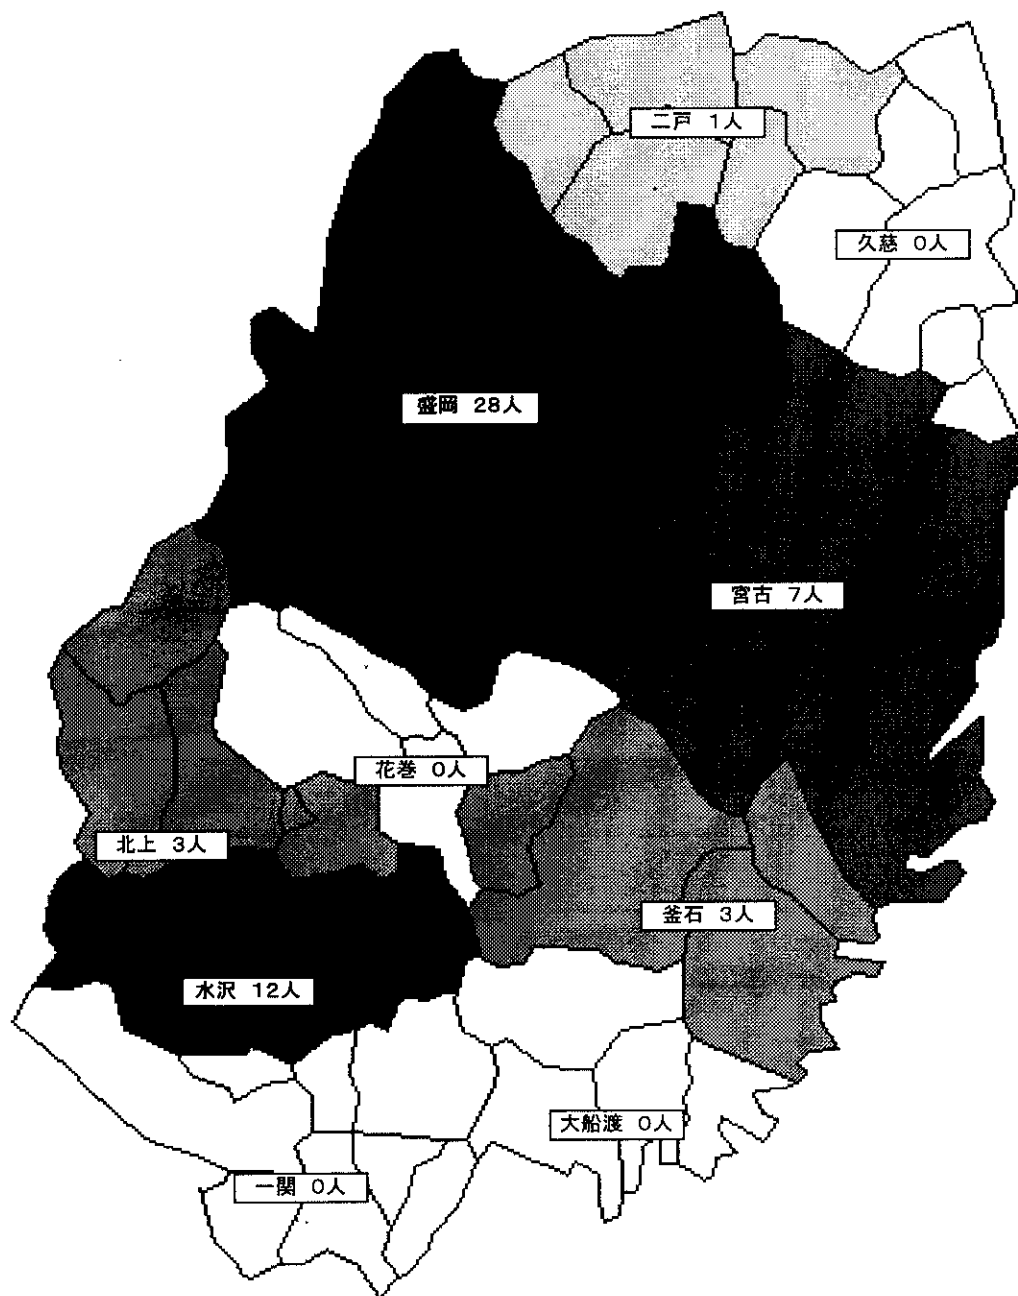 二戸 1人
久慈 0人
盛岡 28人
宮古 7人
花巻 0人
北上 3人
釜石 3人
水沢 12人
大船渡 0人
一関 0人